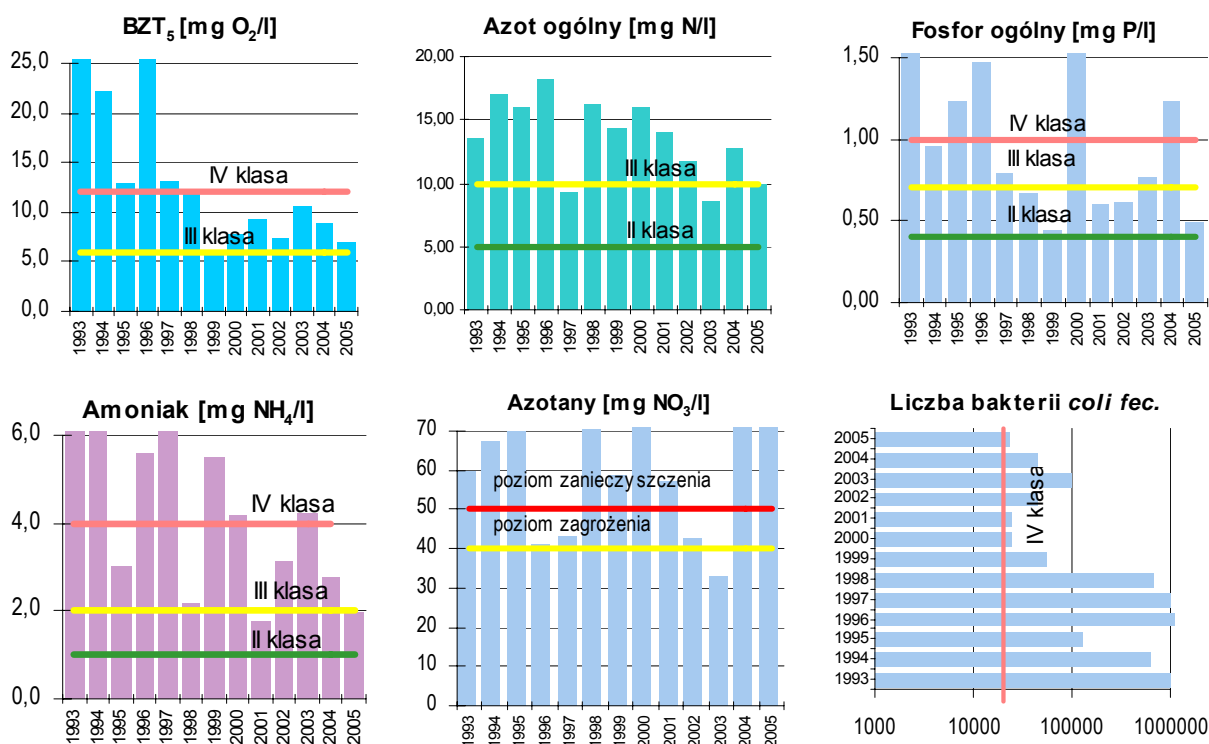 BZT5 [mg O2/l]
25,0
20,0
15,0
10,0
5,0
0,0
IV klasa
III klasa
1993 1994 1995 1996 1997 1998 1999 2000 2001 2002 2003 2004 2005
Azot ogólny [mg N/l]
20,00
15,00
10,00
5,00
0,00
III klasa
II klasa
1993 1994 1995 1996 1997 1998 1999 2000 2001 2002 2003 2004 2005
Fosfor ogólny [mg P/l]
1,50
1,00
0,50
0,00
IV klasa
III klasa
II klasa
1993 1994 1995 1996 1997 1998 1999 2000 2001 2002 2003 2004 2005
Amoniak [mg NH4/l]
6,0
4,0
2,0
0,0
IV klasa
III klasa
II klasa
1993 1994 1995 1996 1997 1998 1999 2000 2001 2002 2003 2004 2005
Azotany [mg NO3/l]
70
60
50
40
30
20
10
0
poziom zanieczyszczenia
poziom zagrożenia
1993 1994 1995 1996 1997 1998 1999 2000 2001 2002 2003 2004 2005
Liczba bakterii coli fec.
2005
2004
2003
2002
2001
2000
1999
1998
1997
1996
1995
1994
1993
IV klasa
1000 10000 100000 1000000